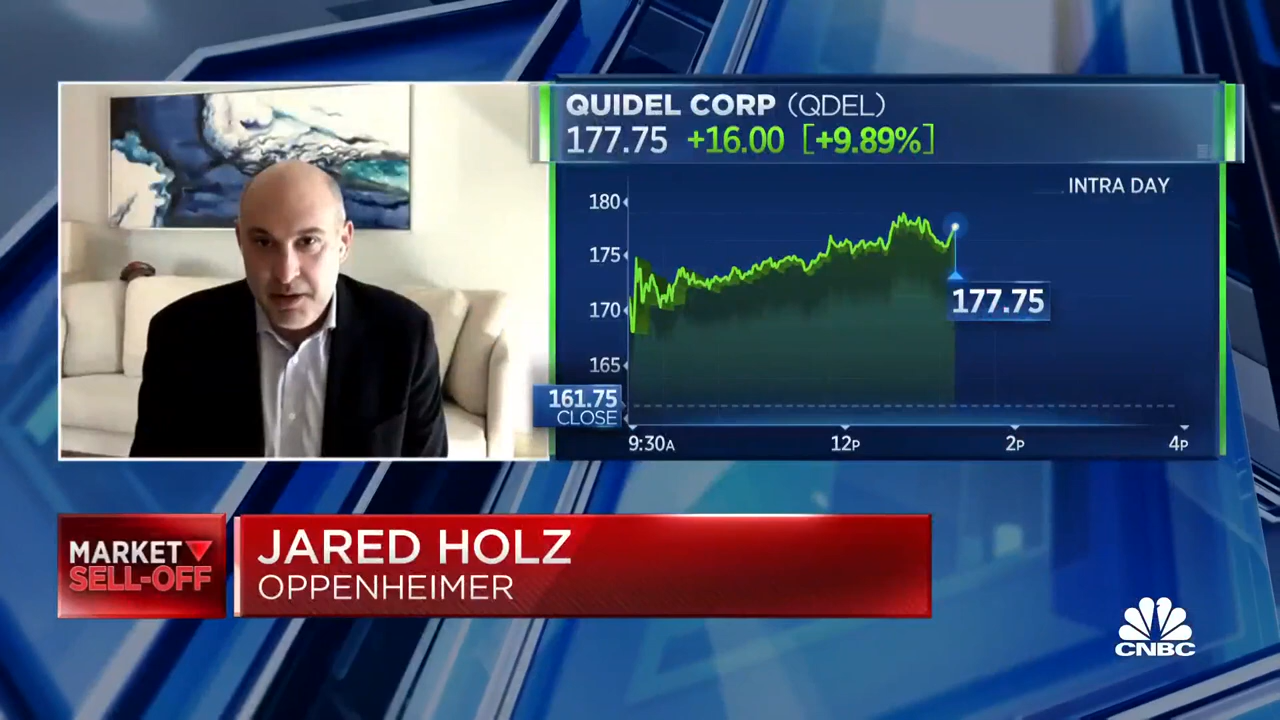 QUIDEL CORP (QDEL)
177.75 +16.00 [+9.89%]
INTRA DAY
180
175
170
165
177.75
161.75
CLOSE
9:30A 12P 2P 4P
MARKET
SELL-OFF
JARED HOLZ
OPPENHEIMER
CNBC